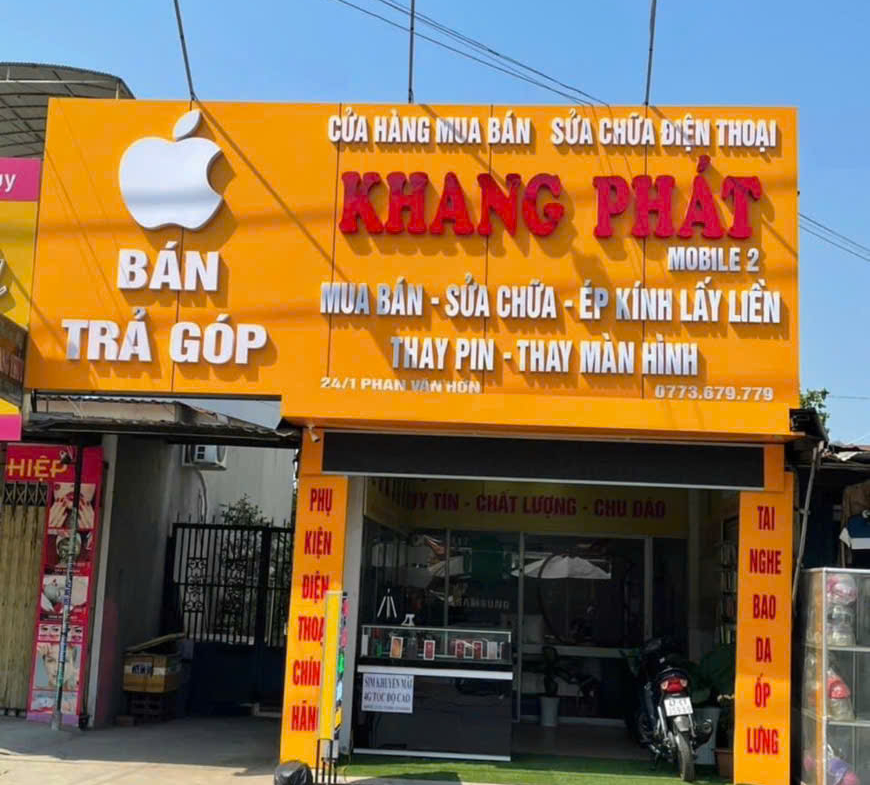 BÁN
TRẢ GÓP
CỬA HÀNG MUA BÁN SỬA CHỮA ĐIỆN THOẠI
KHANG PHÁT
MOBILE 2
MUA BÁN - SỬA CHỮA - ÉP KÍNH LẤY LIỀN
THAY PIN - THAY MÀN HÌNH
24/1 PHAN VĂN HỚN
0773.679.779
HIỆP
UY TÍN - CHẤT LƯỢNG - CHU ĐÁO
PHỤ
KIỆN
ĐIỆN
THOẠI
CHÍNH
HÃNG
SAMSUNG
SIM KHUYẾN MÃI
4G TỐC ĐỘ CAO
TAI
NGHE
BAO
DA
ỐP
LƯNG